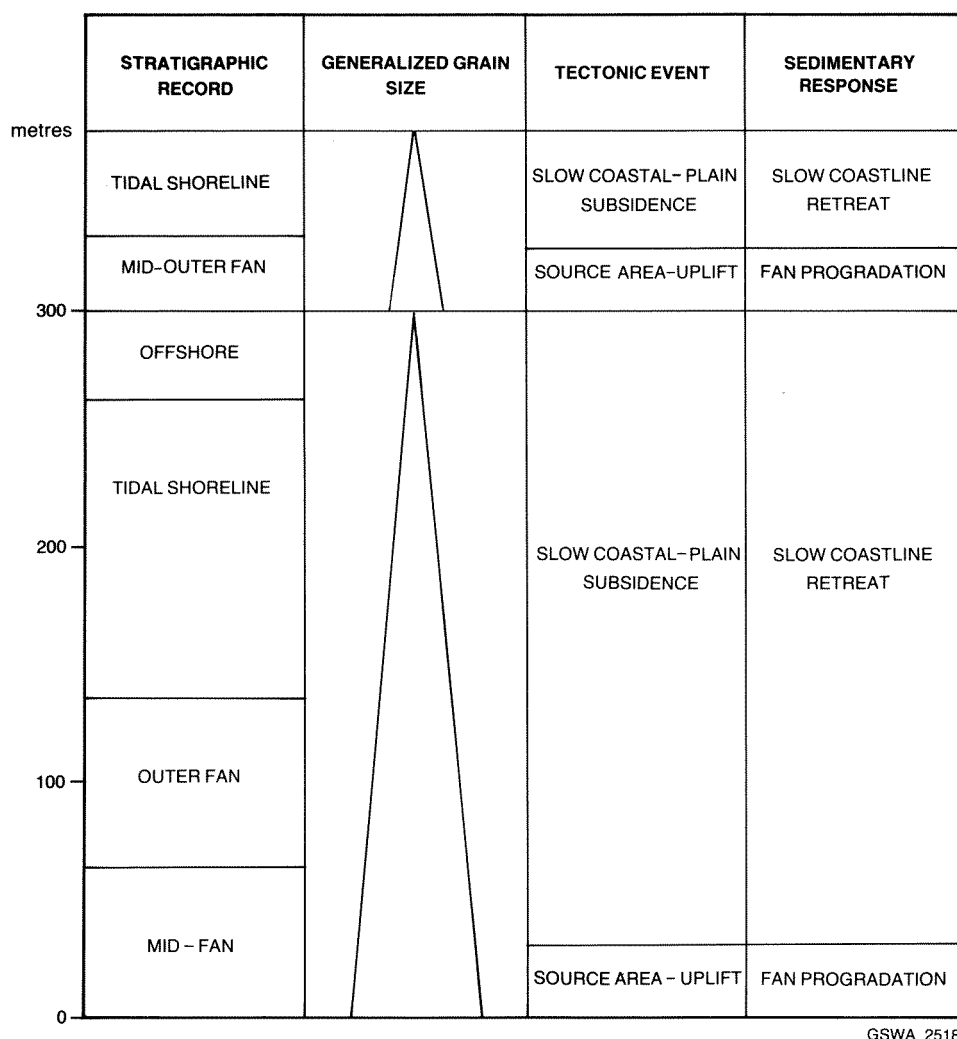 STRATIGRAPHIC
RECORD
GENERALIZED GRAIN
SIZE
TECTONIC EVENT
SEDIMENTARY
RESPONSE
metres
TIDAL SHORELINE
SLOW COASTAL-PLAIN
SUBSIDENCE
SLOW COASTLINE
RETREAT
MID-OUTER FAN
SOURCE AREA-UPLIFT
FAN PROGRADATION
300
OFFSHORE
TIDAL SHORELINE
200
SLOW COASTAL-PLAIN
SUBSIDENCE
SLOW COASTLINE
RETREAT
100
OUTER FAN
MID - FAN
SOURCE AREA - UPLIFT
FAN PROGRADATION
0
GSWA 2518